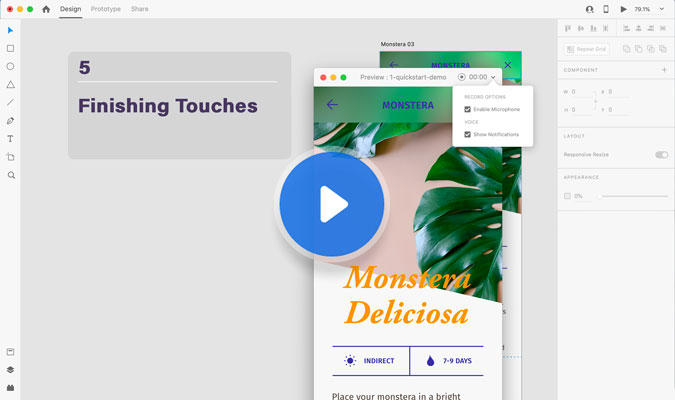 Design Prototype Share
79.1%
Monstera 03
5
Finishing Touches
MONSTERA
Preview : 1-quickstart-demo 00:00
MONSTERA
RECORD OPTIONS
Enable Microphone
VOICE
Show Notifications
Monstera
Deliciosa
INDIRECT 7-9 DAYS
Place your monstera in a bright
Repeat Grid
COMPONENT
W 0 X 0
H 0 Y 0
LAYOUT
Responsive Resize
APPEARANCE
0%